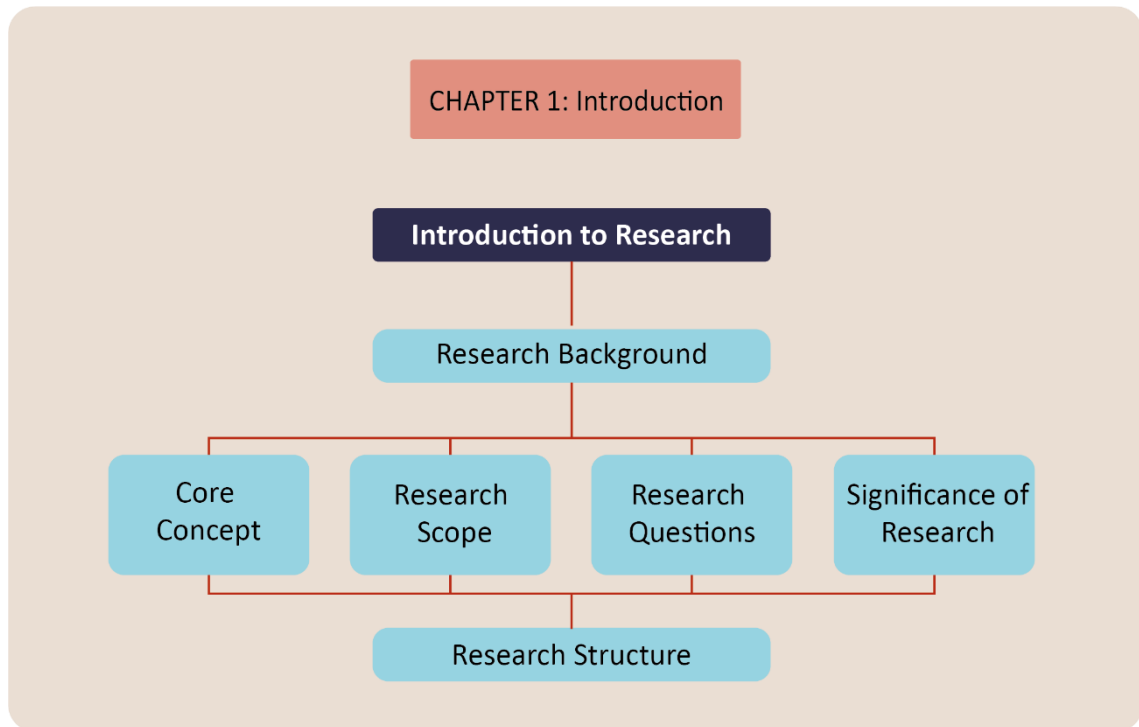 CHAPTER 1: Introduction
Introduction to Research
Research Background
Core
Concept
Research
Scope
Research
Questions
Significance of
Research
Research Structure